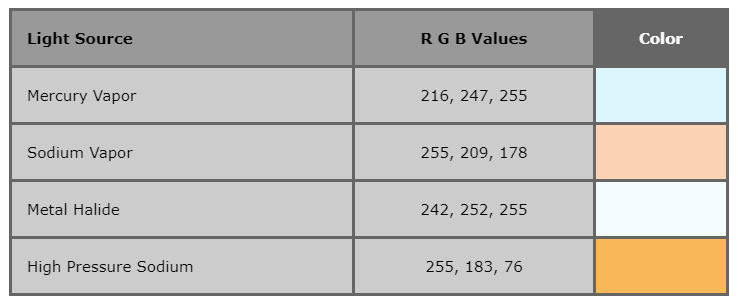 Light Source R G B Values Color
Mercury Vapor 216, 247, 255
Sodium Vapor 255, 209, 178
Metal Halide 242, 252, 255
High Pressure Sodium 255, 183, 76